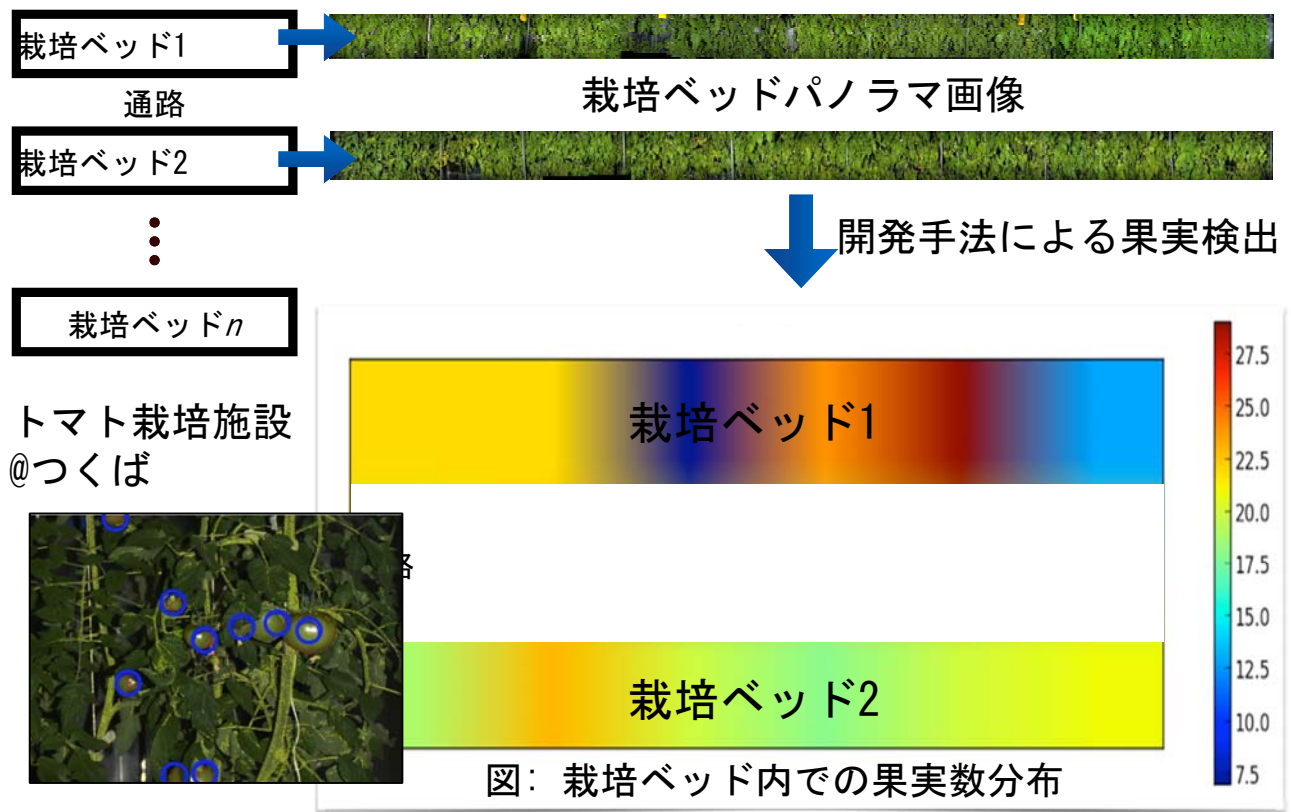 栽培ベッド1
通路
栽培ベッドパノラマ画像
栽培ベッド2
開発手法による果実検出
栽培ベッドn
トマト栽培施設
@つくば
栽培ベッド1
路
栽培ベッド2
図: 栽培ベッド内での果実数分布
27.5
25.0
22.5
20.0
17.5
15.0
12.5
10.0
7.5